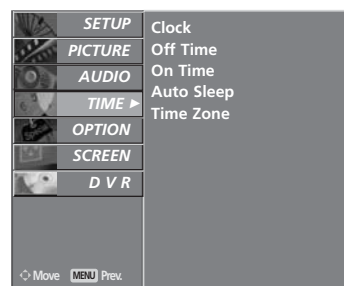 SETUP
PICTURE
AUDIO
TIME ►
OPTION
SCREEN
D V R
Move MENU Prev.
Clock
Off Time
On Time
Auto Sleep
Time Zone